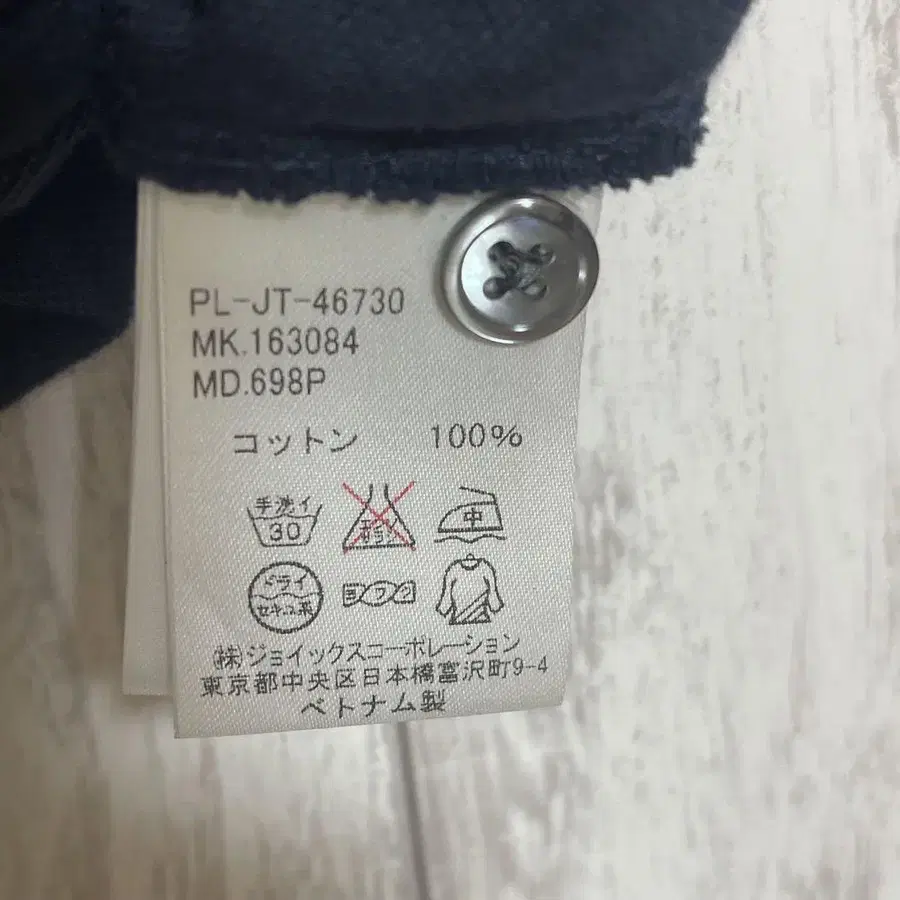 PL-JT-46730
MK.163084
MD.698P
コットン 100%
手洗イ 30
中
ドライ
セキユ系
ヨワク
(株)ジョイックスコーポレーション
東京都中央区日本橋富沢町9-4
ベトナム製